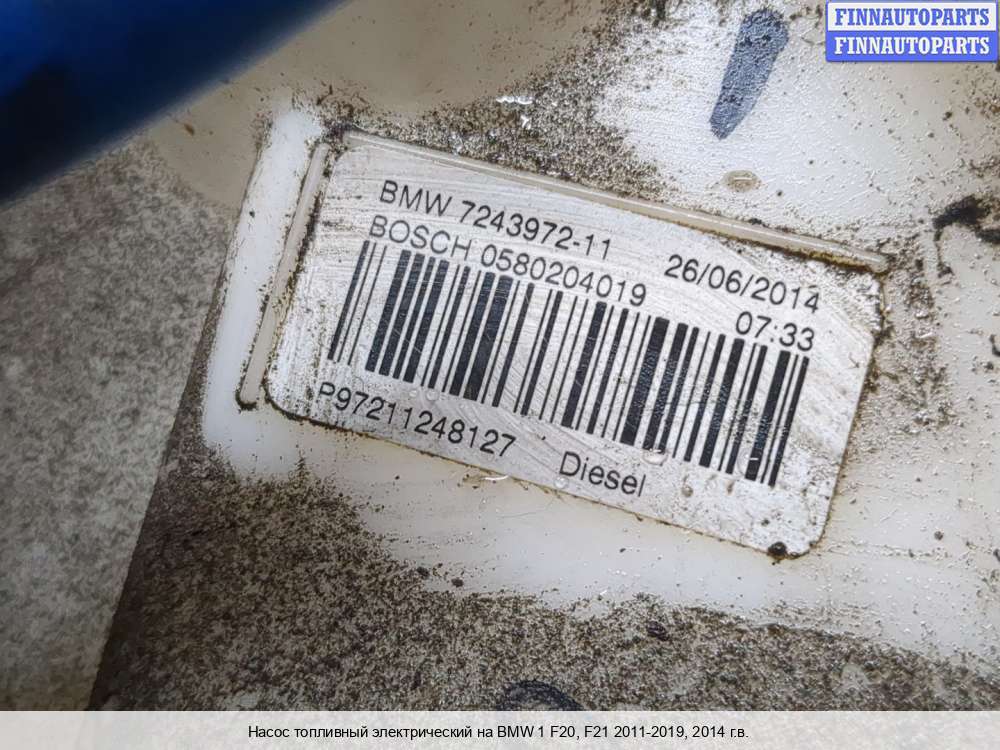 FINNAUTOPARTS
FINNAUTOPARTS
BMW 7243972-11
26/06/2014
BOSCH 0580204019
07:33
P97211248127
Diesel
Насос топливный электрический на BMW 1 F20, F21 2011-2019, 2014 г.в.